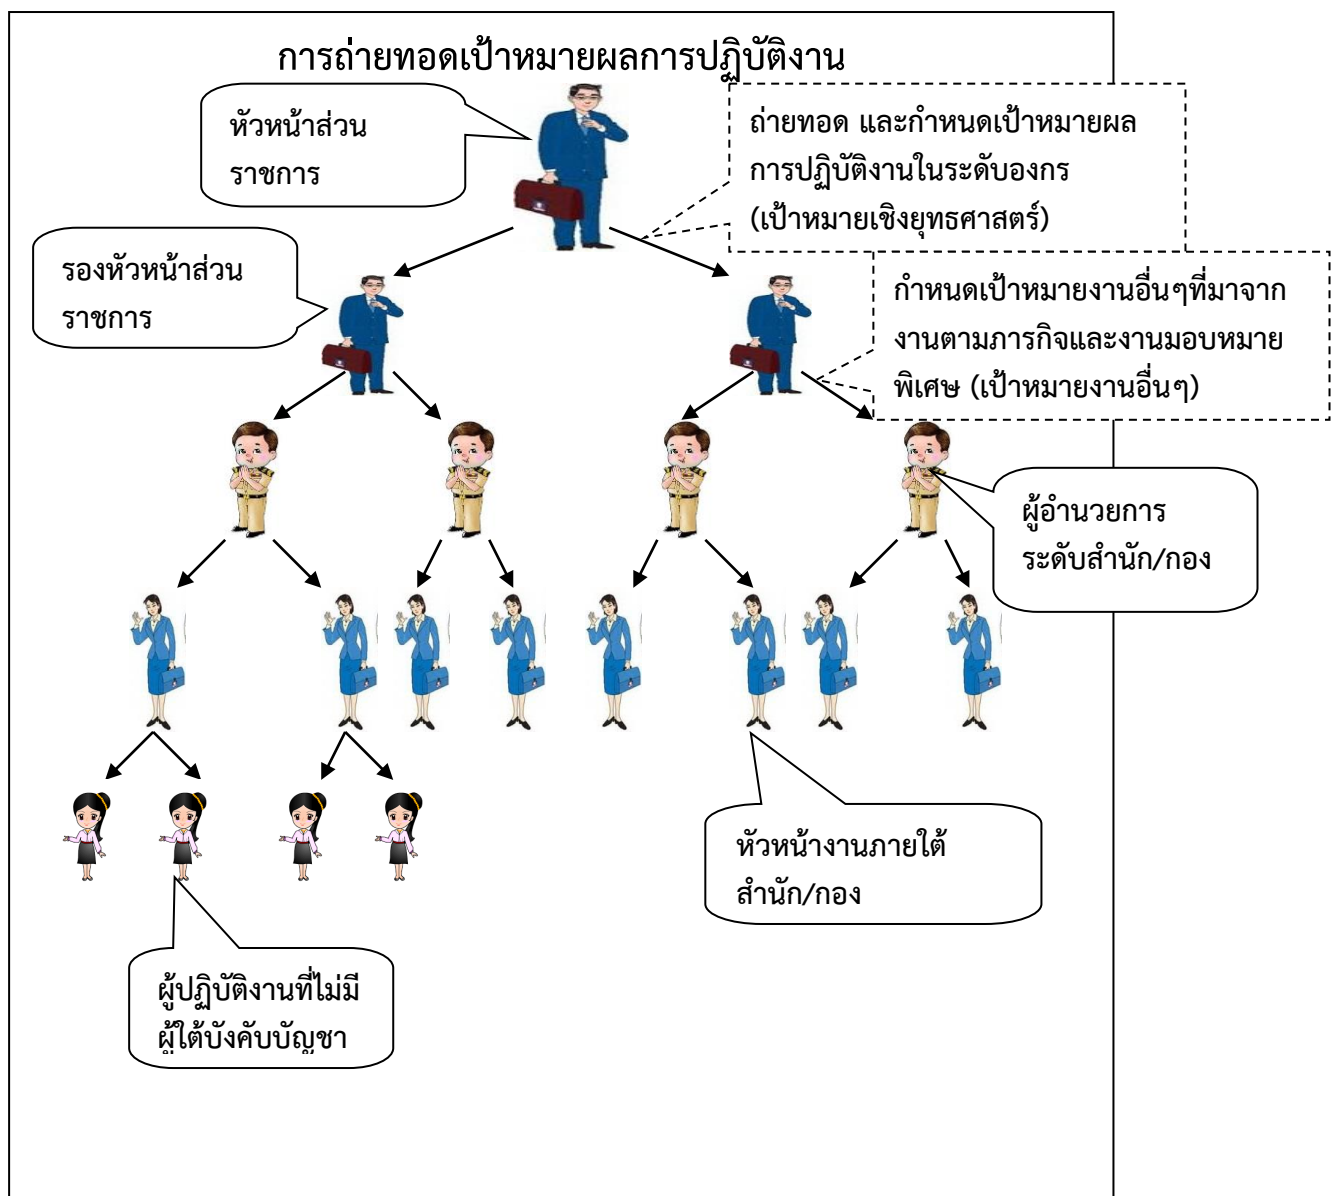 การถ่ายทอดเป้าหมายผลการปฏิบัติงาน
หัวหน้าส่วน
ราชการ
ถ่ายทอด และกำหนดเป้าหมายผล
การปฏิบัติงานในระดับองกร
(เป้าหมายเชิงยุทธศาสตร์)
รองหัวหน้าส่วน
ราชการ
กำหนดเป้าหมายงานอื่นๆที่มาจาก
งานตามภารกิจและงานมอบหมาย
พิเศษ (เป้าหมายงานอื่นๆ)
ผู้อำนวยการ
ระดับสำนัก/กอง
หัวหน้างานภายใต้
สำนัก/กอง
ผู้ปฏิบัติงานที่ไม่มี
ผู้ใต้บังคับบัญชา